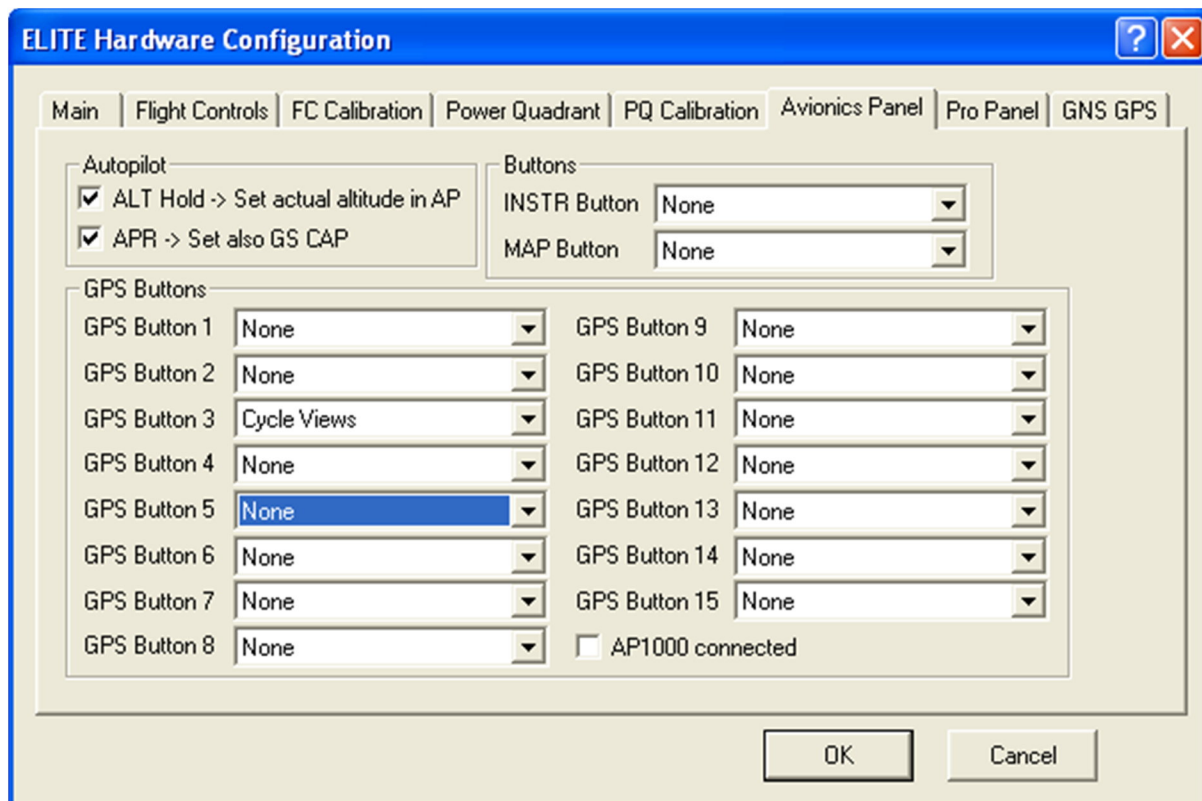 ELITE Hardware Configuration
Main Flight Controls FC Calibration Power Quadrant PQ Calibration Avionics Panel Pro Panel GNS GPS
Autopilot
ALT Hold -> Set actual altitude in AP
APR -> Set also GS CAP
Buttons
INSTR Button None
MAP Button None
GPS Buttons
GPS Button 1 None
GPS Button 2 None
GPS Button 3 Cycle Views
GPS Button 4 None
GPS Button 5 None
GPS Button 6 None
GPS Button 7 None
GPS Button 8 None
GPS Button 9 None
GPS Button 10 None
GPS Button 11 None
GPS Button 12 None
GPS Button 13 None
GPS Button 14 None
GPS Button 15 None
AP1000 connected
OK Cancel